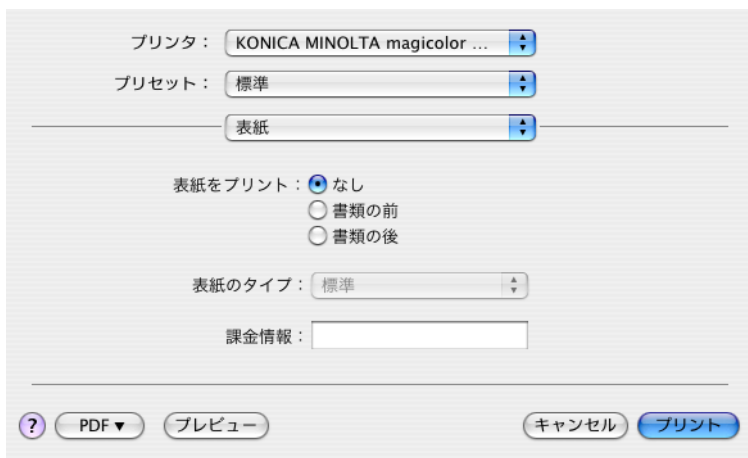 プリンタ： KONICA MINOLTA magicolor ...
プリセット： 標準
表紙
表紙をプリント： なし
書類の前
書類の後
表紙のタイプ： 標準
課金情報：
? PDF▼ プレビュー キャンセル プリント